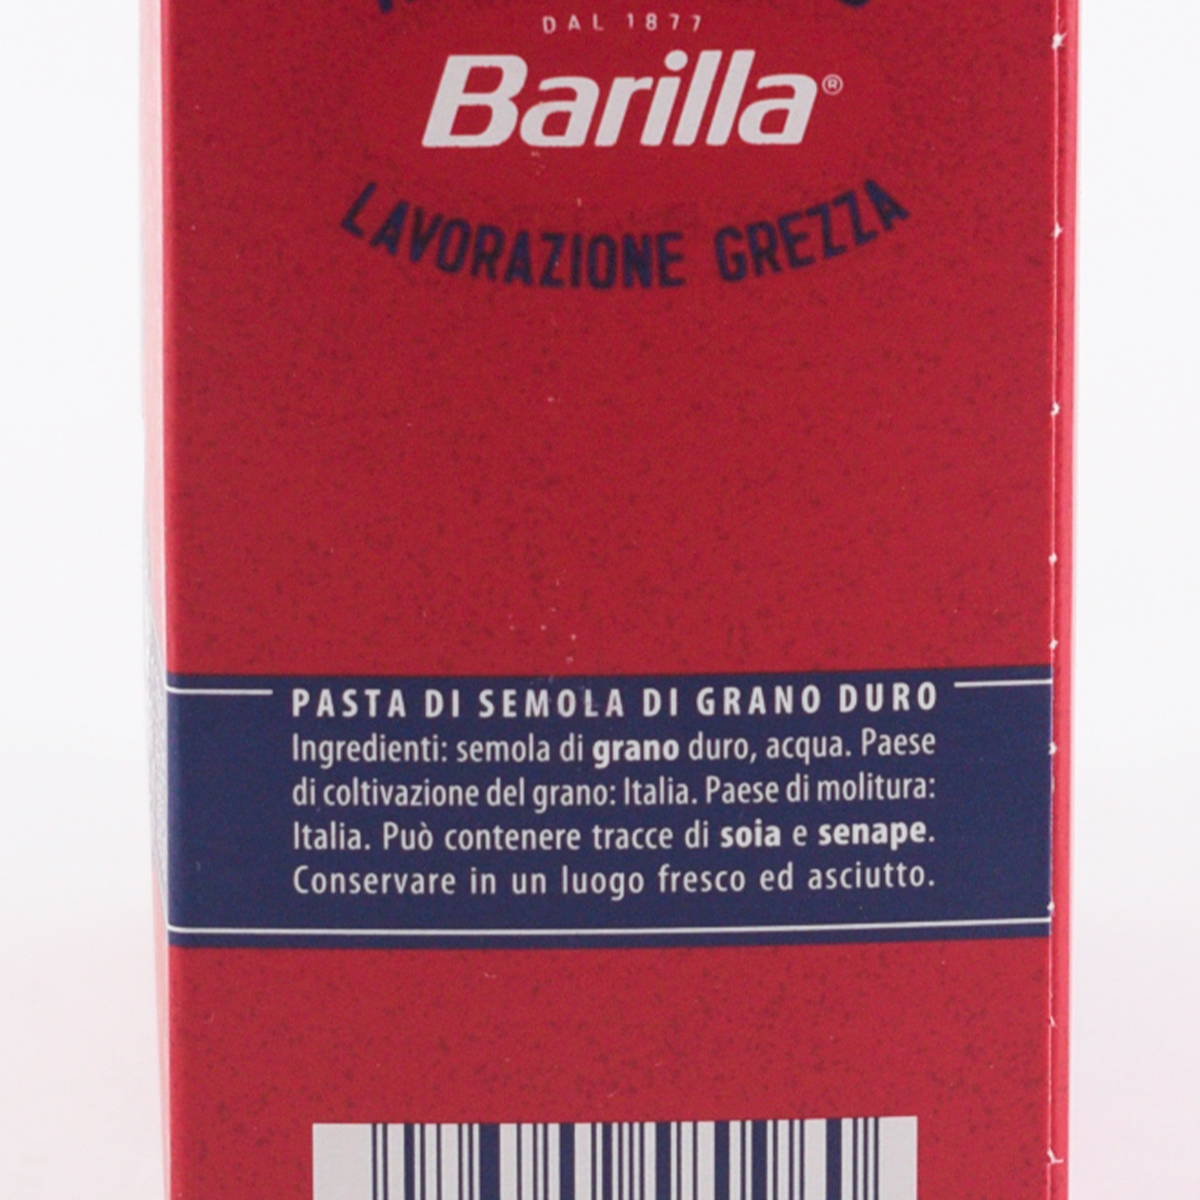 DAL 1877
Barilla®
LAVORAZIONE GREZZA
PASTA DI SEMOLA DI GRANO DURO
Ingredienti: semola di grano duro, acqua. Paese
di coltivazione del grano: Italia. Paese di molitura:
Italia. Può contenere tracce di soia e senape.
Conservare in un luogo fresco ed asciutto.